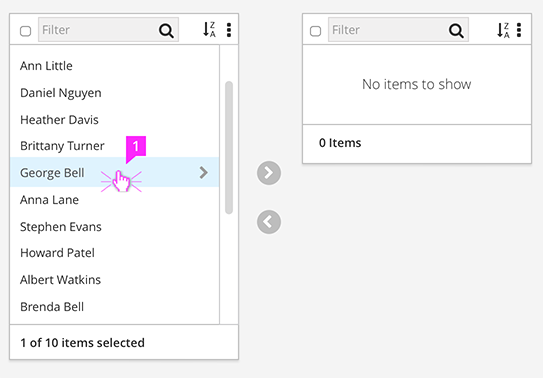 Filter
Z
A
Ann Little
Daniel Nguyen
Heather Davis
Brittany Turner
1
George Bell
Anna Lane
Stephen Evans
Howard Patel
Albert Watkins
Brenda Bell
1 of 10 items selected
Filter
Z
A
No items to show
0 Items